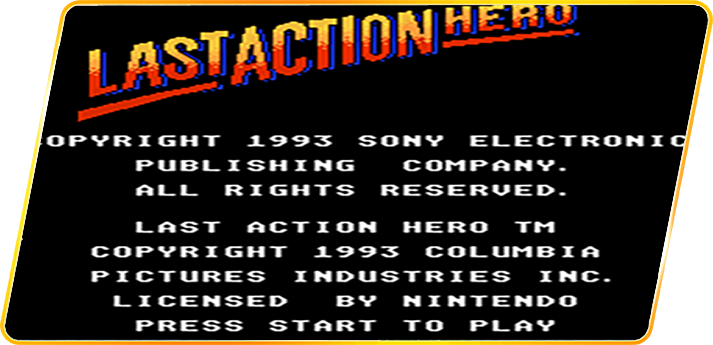 LAST ACTION HERO
COPYRIGHT 1993 SONY ELECTRONIC
PUBLISHING COMPANY.
ALL RIGHTS RESERVED.
LAST ACTION HERO TM
COPYRIGHT 1993 COLUMBIA
PICTURES INDUSTRIES INC.
LICENSED BY NINTENDO
PRESS START TO PLAY